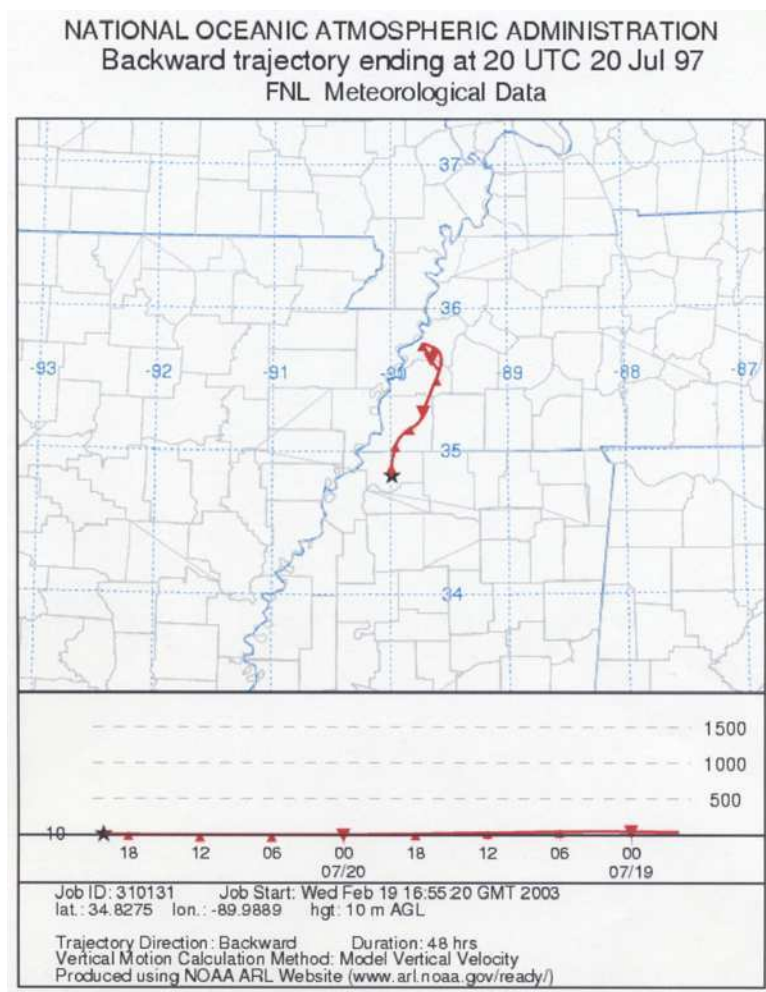 NATIONAL OCEANIC ATMOSPHERIC ADMINISTRATION
Backward trajectory ending at 20 UTC 20 Jul 97
FNL Meteorological Data
37
36
-93 -92 -91 -90 -89 -88 -87
35
34
1500
1000
500
10
18 12 06 00 18 12 06 00
07/20 07/19
Job ID: 310131 Job Start: Wed Feb 19 16:55:20 GMT 2003
lat.: 34.8275 lon.: -89.9889 hgt: 10 m AGL
Trajectory Direction: Backward Duration: 48 hrs
Vertical Motion Calculation Method: Model Vertical Velocity
Produced using NOAA ARL Website (www.arl.noaa.gov/ready/)